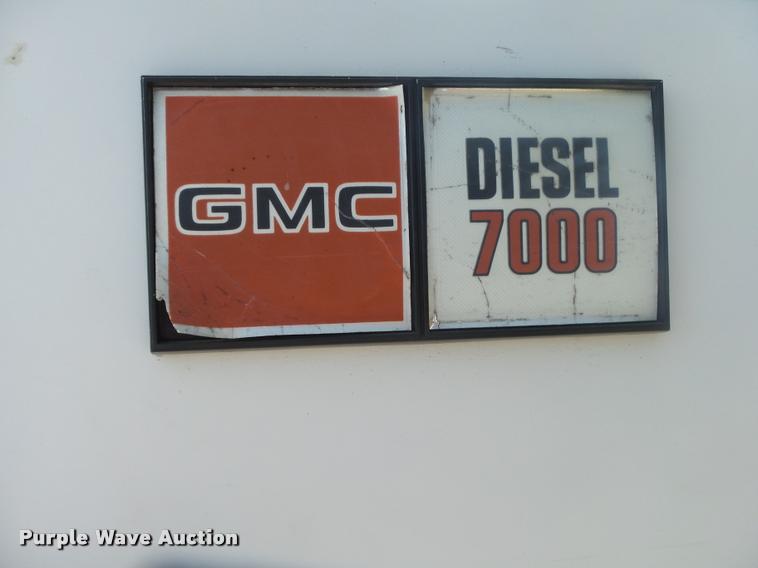 GMC
DIESEL
7000
Purple Wave Auction